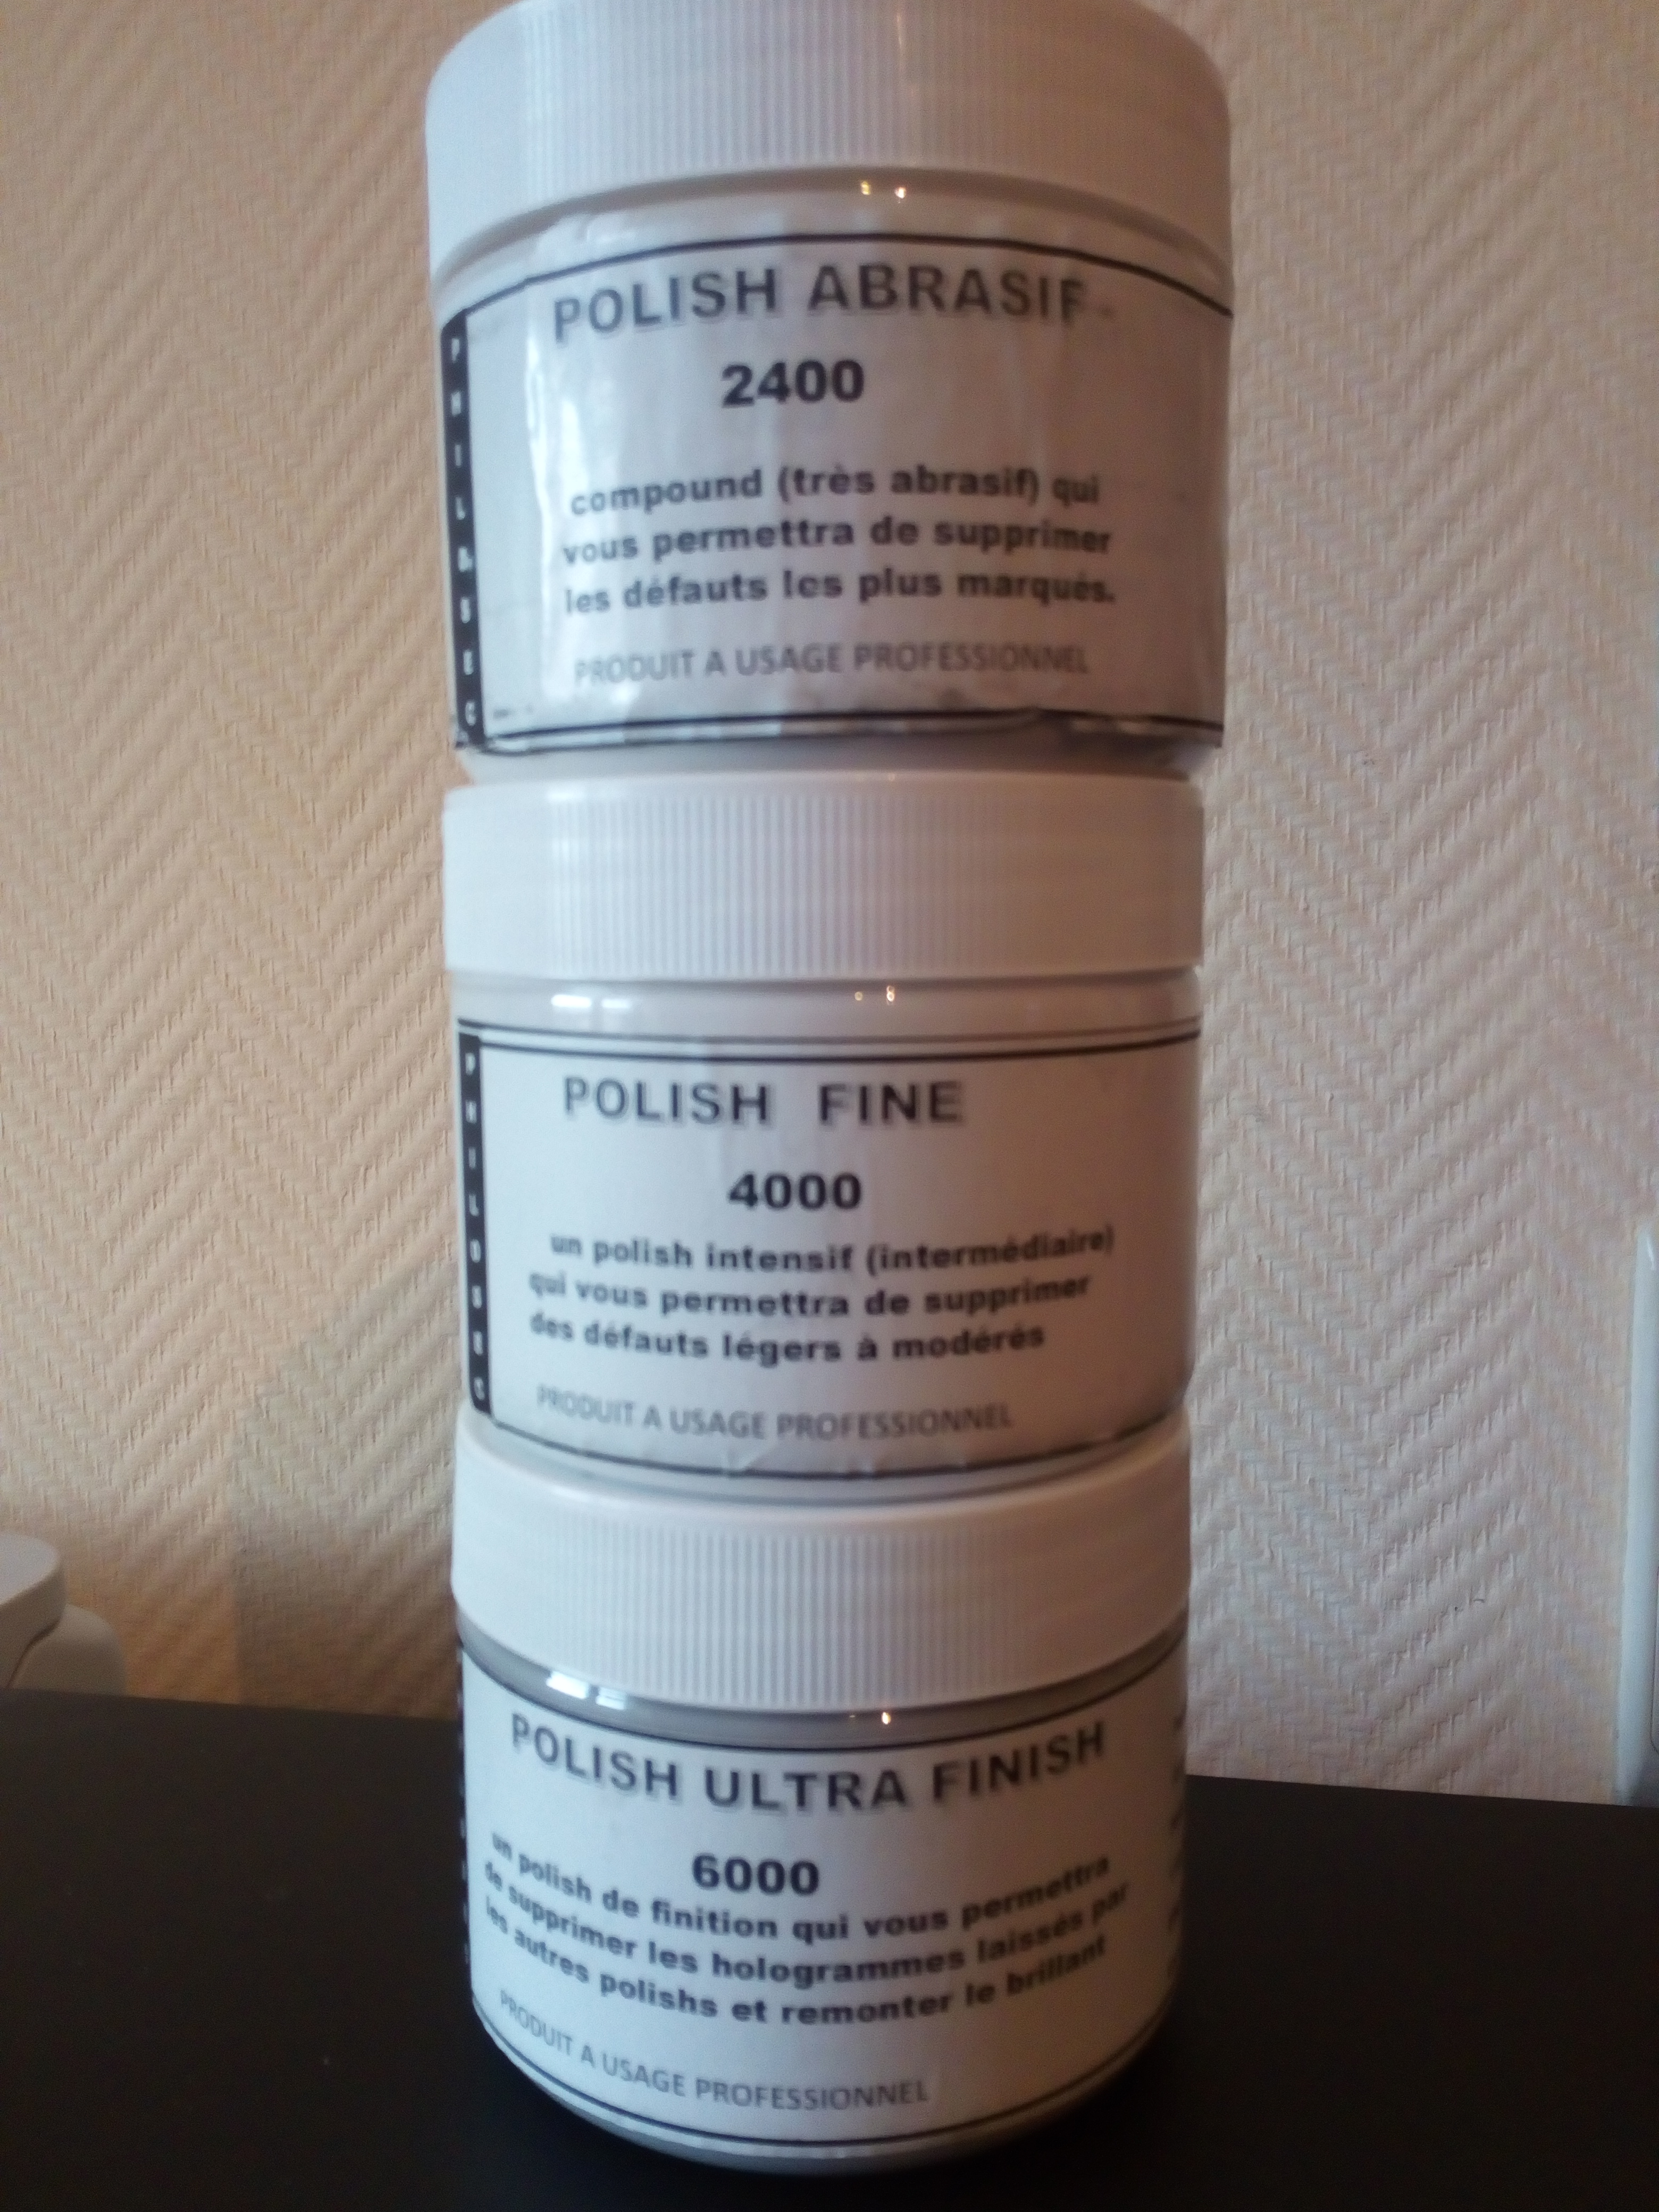 POLISH ABRASIF
2400
compound (très abrasif) qui
vous permettra de supprimer
les défauts les plus marqués.
PRODUIT A USAGE PROFESSIONNEL
POLISH FINE
4000
un polish intensif (intermédiaire)
qui vous permettra de supprimer
des défauts légers à modérés
PRODUIT A USAGE PROFESSIONNEL
POLISH ULTRA FINISH
6000
un polish de finition qui vous permettra
de supprimer les hologrammes laissés par
les autres polishs et remonter le brillant
PRODUIT A USAGE PROFESSIONNEL